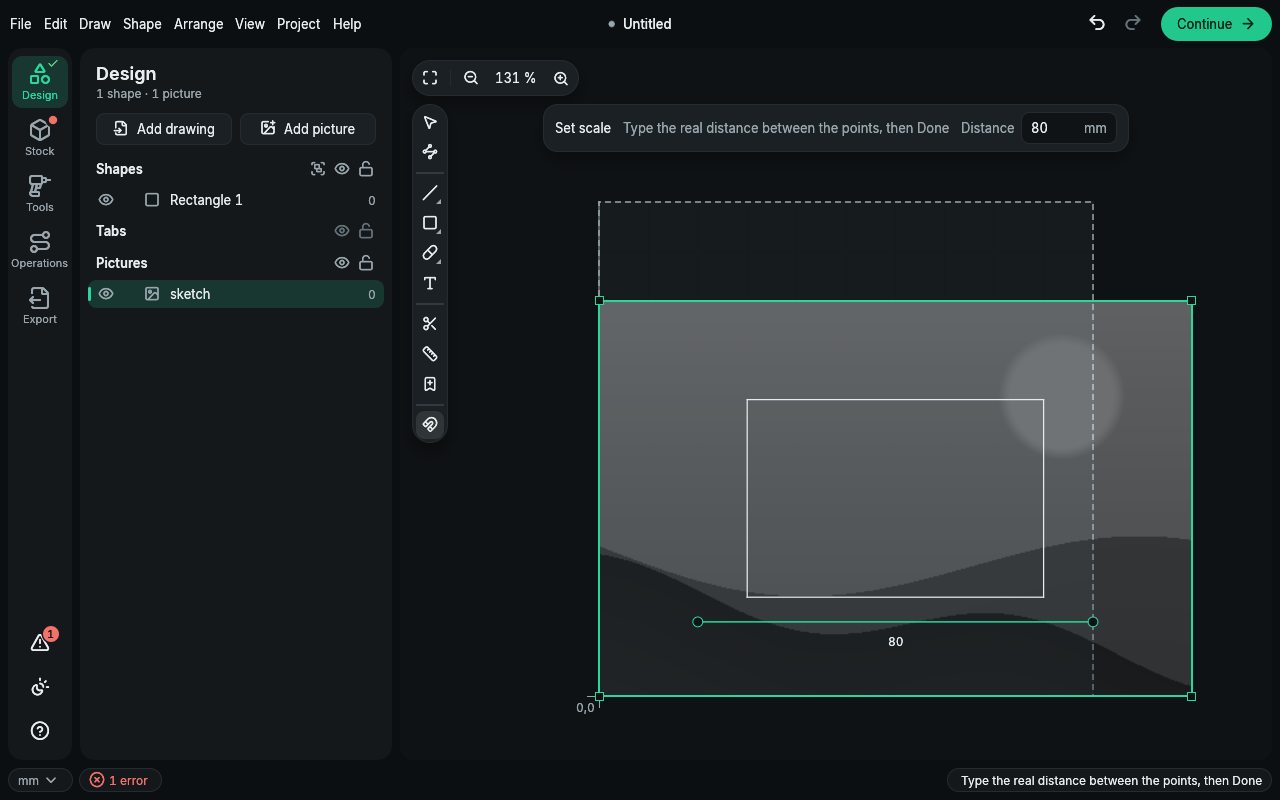 File Edit Draw Shape Arrange View Project Help
Untitled
Continue
Design
Stock
Tools
Operations
Export
1
Design
1 shape · 1 picture
Add drawing
Add picture
Shapes
Rectangle 1 0
Tabs
Pictures
sketch 0
131 %
Set scale Type the real distance between the points, then Done Distance 80 mm
80
0,0
mm
1 error
Type the real distance between the points, then Done